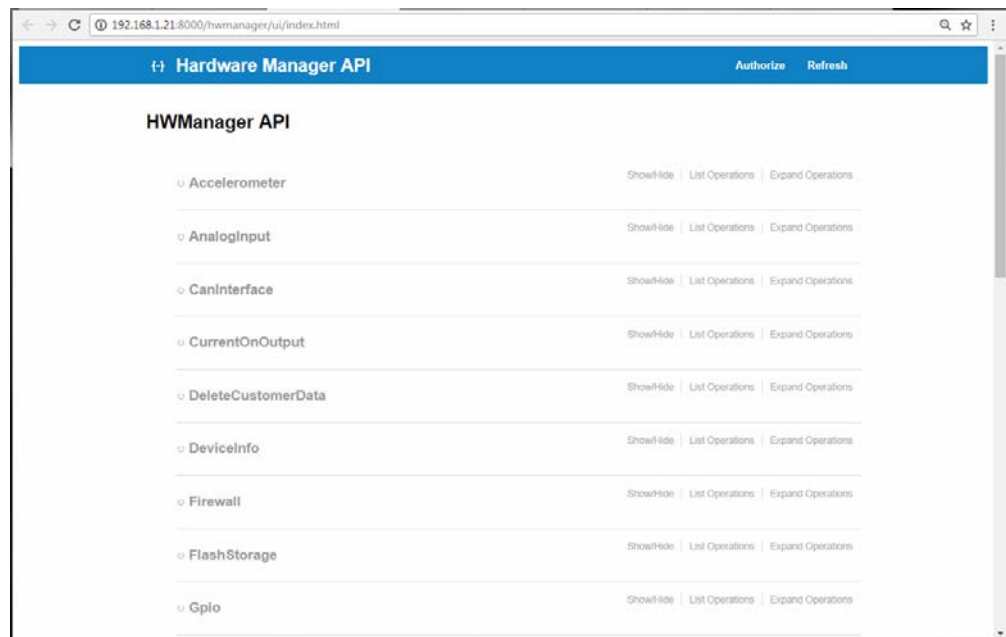 192.168.1.21:8000/hwmanager/ui/index.html
{-} Hardware Manager API Authorize Refresh
HWManager API
Accelerometer Show/Hide List Operations Expand Operations
AnalogInput Show/Hide List Operations Expand Operations
CanInterface Show/Hide List Operations Expand Operations
CurrentOnOutput Show/Hide List Operations Expand Operations
DeleteCustomerData Show/Hide List Operations Expand Operations
DeviceInfo Show/Hide List Operations Expand Operations
Firewall Show/Hide List Operations Expand Operations
FlashStorage Show/Hide List Operations Expand Operations
Gpio Show/Hide List Operations Expand Operations